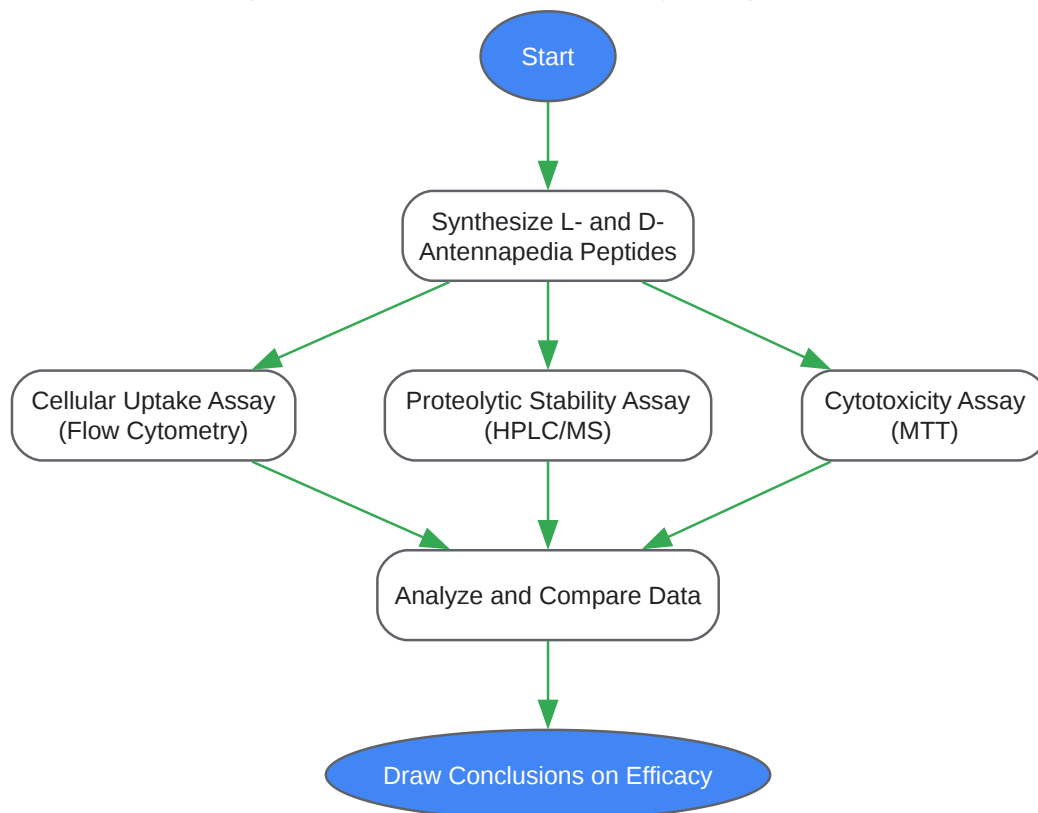 Start
Synthesize L- and D-
Antennapedia Peptides
Cellular Uptake Assay
(Flow Cytometry)
Proteolytic Stability Assay
(HPLC/MS)
Cytotoxicity Assay
(MTT)
Analyze and Compare Data
Draw Conclusions on Efficacy